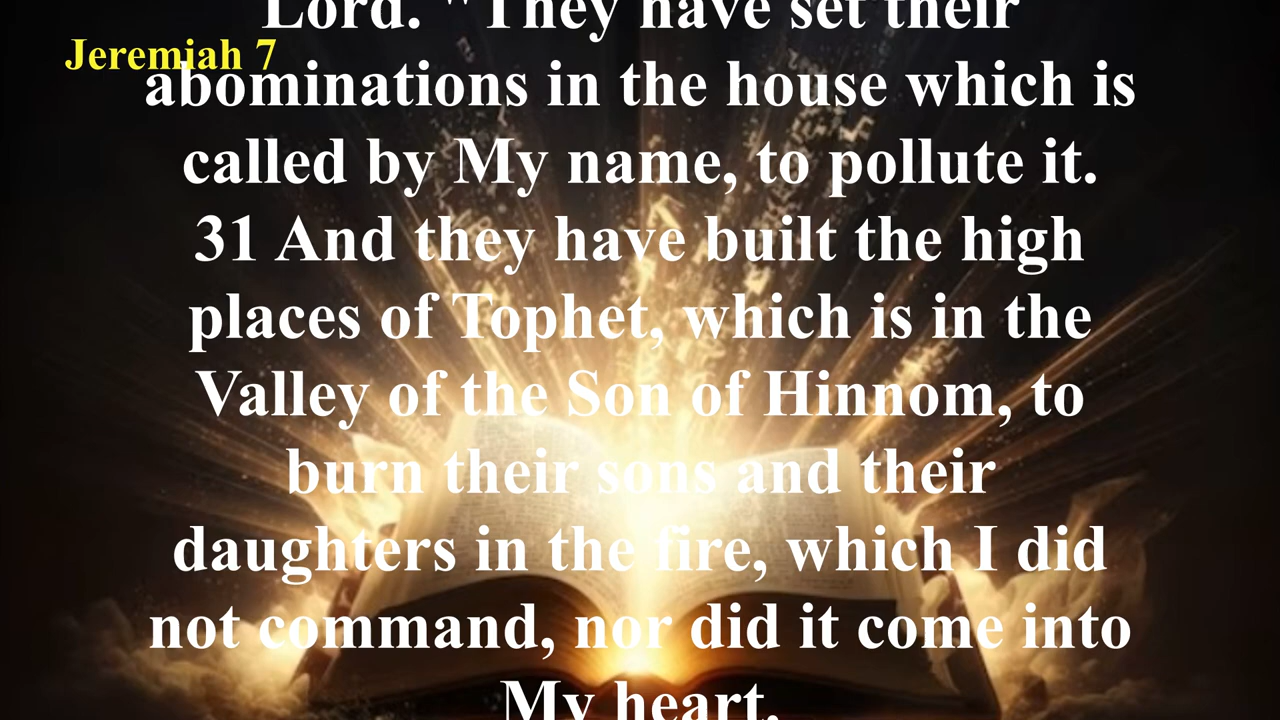 Lord. "They have set their
Jeremiah 7
abominations in the house which is
called by My name, to pollute it.
31 And they have built the high
places of Tophet, which is in the
Valley of the Son of Hinnom, to
burn their sons and their
daughters in the fire, which I did
not command, nor did it come into
My heart.